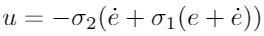 u = −σ₂(ė + σ₁(e + ė))